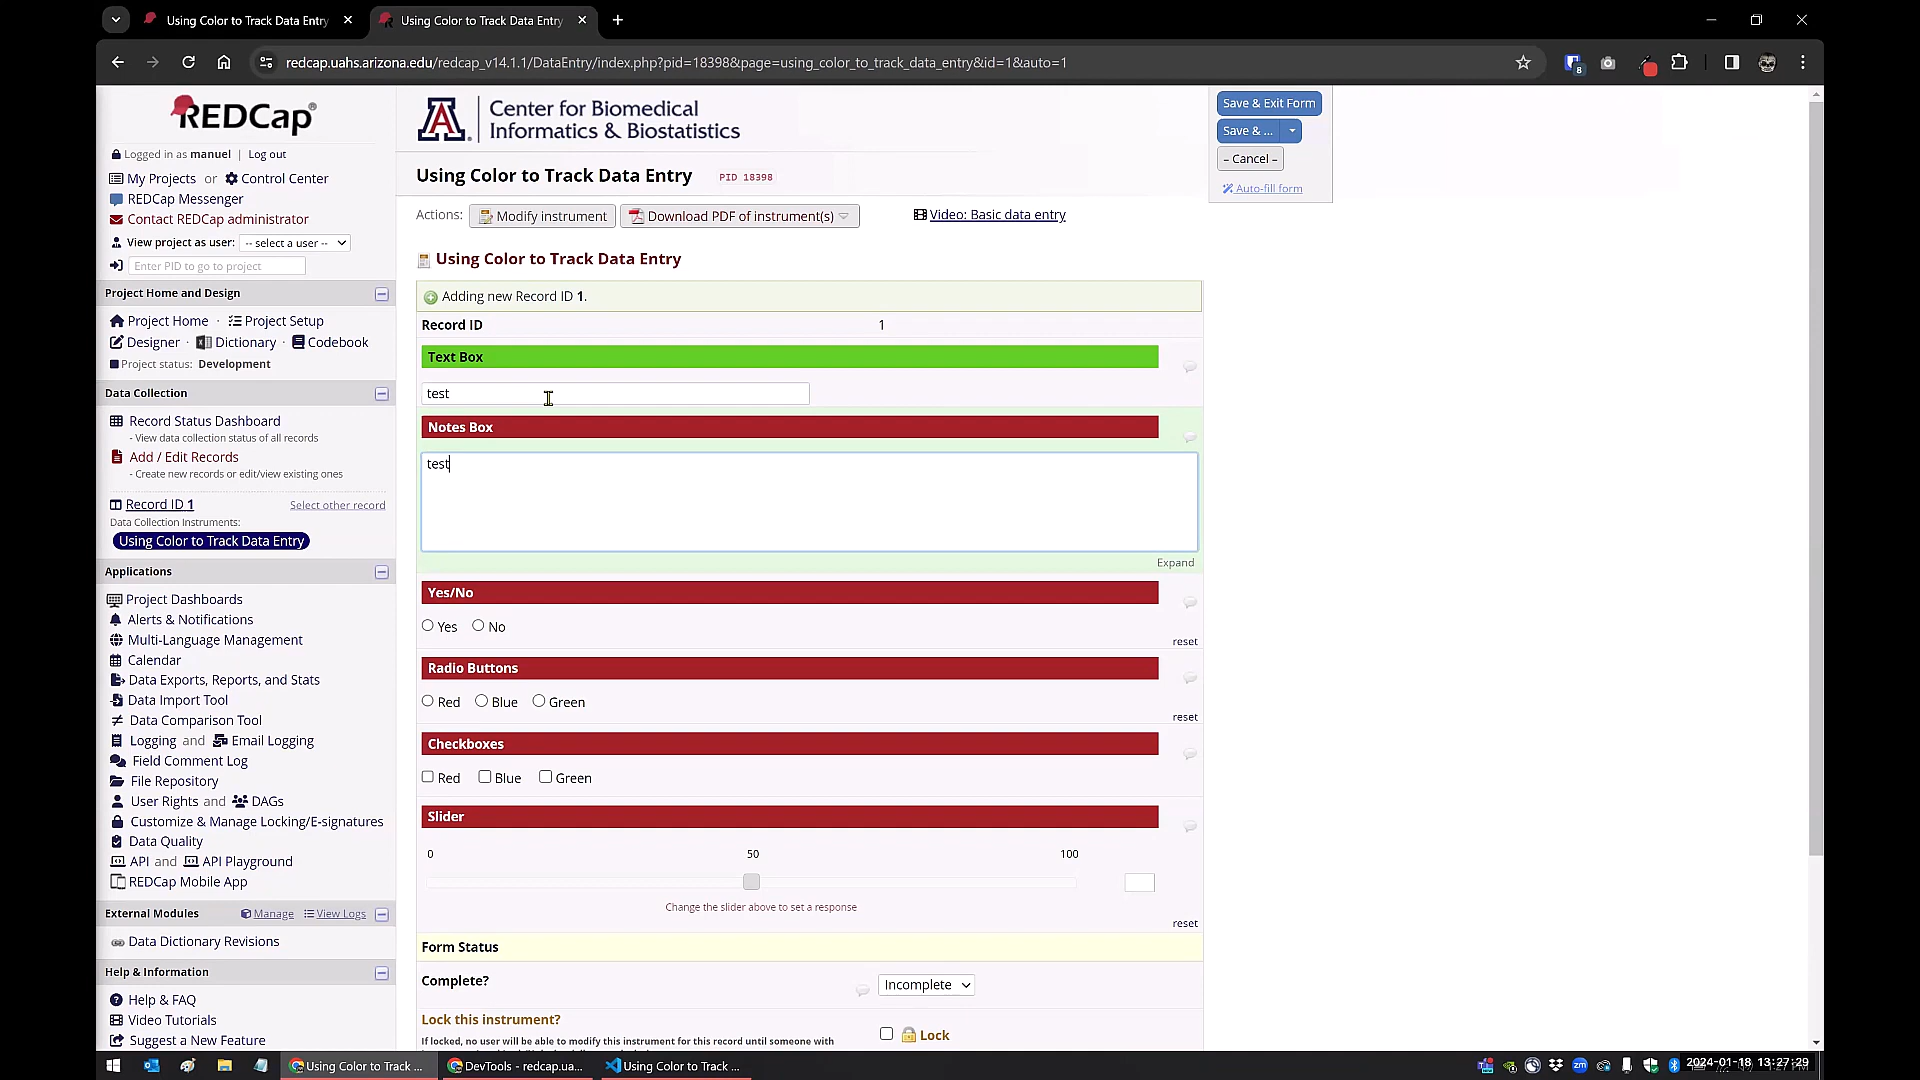 Using Color to Track Data Entry
Using Color to Track Data Entry
redcap.uahs.arizona.edu/redcap_v14.1.1/DataEntry/index.php?pid=18398&page=using_color_to_track_data_entry&id=1&auto=1
8
REDCap®
Logged in as manuel | Log out
My Projects or Control Center
REDCap Messenger
Contact REDCap administrator
View project as user: -- select a user --
Enter PID to go to project
Project Home and Design
Project Home · Project Setup
Designer · Dictionary · Codebook
Project status: Development
Data Collection
Record Status Dashboard
- View data collection status of all records
Add / Edit Records
- Create new records or edit/view existing ones
Record ID 1 Select other record
Data Collection Instruments:
Using Color to Track Data Entry
Applications
Project Dashboards
Alerts & Notifications
Multi-Language Management
Calendar
Data Exports, Reports, and Stats
Data Import Tool
Data Comparison Tool
Logging and Email Logging
Field Comment Log
File Repository
User Rights and DAGs
Customize & Manage Locking/E-signatures
Data Quality
API and API Playground
REDCap Mobile App
External Modules Manage View Logs
Data Dictionary Revisions
Help & Information
Help & FAQ
Video Tutorials
Suggest a New Feature
A Center for Biomedical
Informatics & Biostatistics
Using Color to Track Data Entry PID 18398
Actions: Modify instrument Download PDF of instrument(s) Video: Basic data entry
Using Color to Track Data Entry
Adding new Record ID 1.
Record ID 1
Text Box
test
Notes Box
test
Expand
Yes/No
Yes No
reset
Radio Buttons
Red Blue Green
reset
Checkboxes
Red Blue Green
Slider
0 50 100
Change the slider above to set a response
reset
Form Status
Complete? Incomplete
Lock this instrument?
If locked, no user will be able to modify this instrument for this record until someone with
Lock
Save & Exit Form
Save & ...
– Cancel –
Auto-fill form
Using Color to Track ...
DevTools - redcap.ua...
Using Color to Track ...
2024-01-18 13:27:29